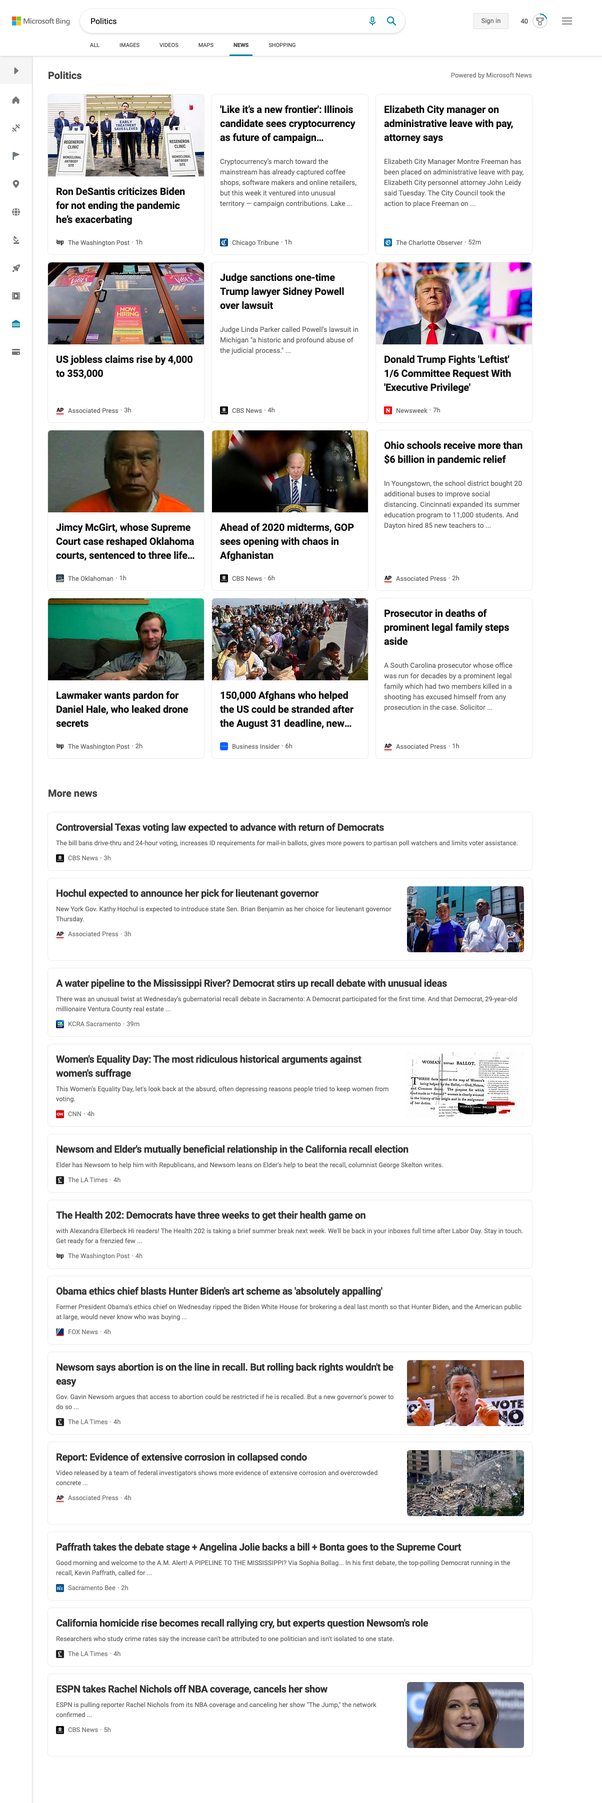 Microsoft Bing
Politics
Sign in
40
ALL IMAGES VIDEOS MAPS NEWS SHOPPING
Politics
Powered by Microsoft News
EARLY TREATMENT SAVES LIVES
REGENERON CLINIC
MONOCLONAL ANTIBODY SITE
REGENERON CLINIC
MONOCLONAL ANTIBODY SITE
Ron DeSantis criticizes Biden
for not ending the pandemic
he's exacerbating
The Washington Post · 1h
'Like it's a new frontier': Illinois
candidate sees cryptocurrency
as future of campaign...
Cryptocurrency's march toward the
mainstream has already captured coffee
shops, software makers and online retailers,
but this week it ventured into unusual
territory — campaign contributions. Lake ...
Chicago Tribune · 1h
Elizabeth City manager on
administrative leave with pay,
attorney says
Elizabeth City Manager Montre Freeman has
been placed on administrative leave with pay,
Elizabeth City personnel attorney John Leidy
said Tuesday. The City Council took the
action to place Freeman on ...
The Charlotte Observer · 52m
NOW HIRING
US jobless claims rise by 4,000
to 353,000
AP Associated Press · 3h
Judge sanctions one-time
Trump lawyer Sidney Powell
over lawsuit
Judge Linda Parker called Powell's lawsuit in
Michigan "a historic and profound abuse of
the judicial process." ...
CBS News · 4h
Donald Trump Fights 'Leftist'
1/6 Committee Request With
'Executive Privilege'
N Newsweek · 7h
Jimcy McGirt, whose Supreme
Court case reshaped Oklahoma
courts, sentenced to three life...
The Oklahoman · 1h
Ahead of 2020 midterms, GOP
sees opening with chaos in
Afghanistan
CBS News · 6h
Ohio schools receive more than
$6 billion in pandemic relief
In Youngstown, the school district bought 20
additional buses to improve social
distancing. Cincinnati expanded its summer
education program to 11,000 students. And
Dayton hired 85 new teachers to ...
AP Associated Press · 2h
Lawmaker wants pardon for
Daniel Hale, who leaked drone
secrets
The Washington Post · 2h
150,000 Afghans who helped
the US could be stranded after
the August 31 deadline, new...
Business Insider · 6h
Prosecutor in deaths of
prominent legal family steps
aside
A South Carolina prosecutor whose office
was run for decades by a prominent legal
family which had two members killed in a
shooting has excused himself from any
prosecution in the case. Solicitor ...
AP Associated Press · 1h
More news
Controversial Texas voting law expected to advance with return of Democrats
The bill bans drive-thru and 24-hour voting, increases ID requirements for mail-in ballots, gives more powers to partisan poll watchers and limits voter assistance.
CBS News · 3h
Hochul expected to announce her pick for lieutenant governor
New York Gov. Kathy Hochul is expected to introduce state Sen. Brian Benjamin as her choice for lieutenant governor
Thursday.
AP Associated Press · 3h
A water pipeline to the Mississippi River? Democrat stirs up recall debate with unusual ideas
There was an unusual twist at Wednesday's gubernatorial recall debate in Sacramento: A Democrat participated for the first time. And that Democrat, 29-year-old
millionaire Ventura County real estate ...
KCRA Sacramento · 39m
Women's Equality Day: The most ridiculous historical arguments against
women's suffrage
This Women's Equality Day, let's look back at the absurd, often depressing reasons people tried to keep women from
voting.
CNN CNN · 4h
WOMAN versus BALLOT.
Newsom and Elder's mutually beneficial relationship in the California recall election
Elder has Newsom to help him with Republicans, and Newsom leans on Elder's help to beat the recall, columnist George Skelton writes.
The LA Times · 4h
The Health 202: Democrats have three weeks to get their health game on
with Alexandra Ellerbeck Hi readers! The Health 202 is taking a brief summer break next week. We'll be back in your inboxes full time after Labor Day. Stay in touch.
Get ready for a frenzied few ...
The Washington Post · 4h
Obama ethics chief blasts Hunter Biden's art scheme as 'absolutely appalling'
Former President Obama's ethics chief on Wednesday ripped the Biden White House for brokering a deal last month so that Hunter Biden, and the American public
at large, would never know who was buying ...
FOX News · 4h
Newsom says abortion is on the line in recall. But rolling back rights wouldn't be
easy
Gov. Gavin Newsom argues that access to abortion could be restricted if he is recalled. But a new governor's power to
do so ...
The LA Times · 4h
VOTE NO
Report: Evidence of extensive corrosion in collapsed condo
Video released by a team of federal investigators shows more evidence of extensive corrosion and overcrowded
concrete ...
AP Associated Press · 4h
Paffrath takes the debate stage + Angelina Jolie backs a bill + Bonta goes to the Supreme Court
Good morning and welcome to the A.M. Alert! A PIPELINE TO THE MISSISSIPPI? Via Sophia Bollag... In his first debate, the top-polling Democrat running in the
recall, Kevin Paffrath, called for ...
Sacramento Bee · 2h
California homicide rise becomes recall rallying cry, but experts question Newsom's role
Researchers who study crime rates say the increase can't be attributed to one politician and isn't isolated to one state.
The LA Times · 4h
ESPN takes Rachel Nichols off NBA coverage, cancels her show
ESPN is pulling reporter Rachel Nichols from its NBA coverage and canceling her show "The Jump," the network
confirmed ...
CBS News · 5h